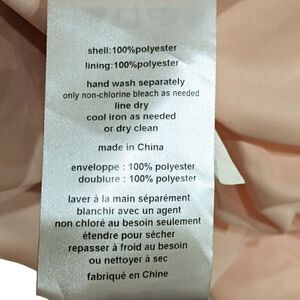 shell:100%polyester
lining:100%polyester
hand wash separately
only non-chlorine bleach as needed
line dry
cool iron as needed
or dry clean
made in China
enveloppe : 100% polyester
doublure : 100% polyester
laver à la main séparément
blanchir avec un agent
non chloré au besoin seulement
étendre pour sécher
repasser à froid au besoin
ou nettoyer à sec
fabriqué en Chine